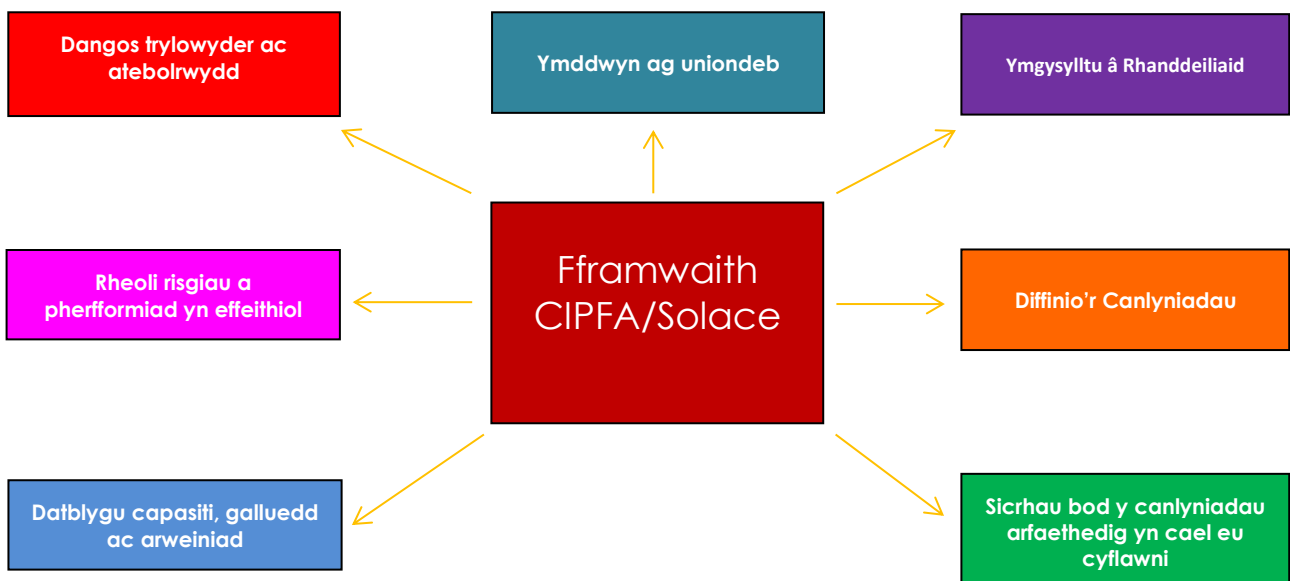 Dangos trylowyder ac
atebolrwydd
Ymddwyn ag uniondeb
Ymgysylltu â Rhanddeiliaid
Rheoli risgiau a
pherfformiad yn effeithiol
Fframwaith
CIPFA/Solace
Diffinio’r Canlyniadau
Datblygu capasiti, galluedd
ac arweiniad
Sicrhau bod y canlyniadau
arfaethedig yn cael eu
cyflawni